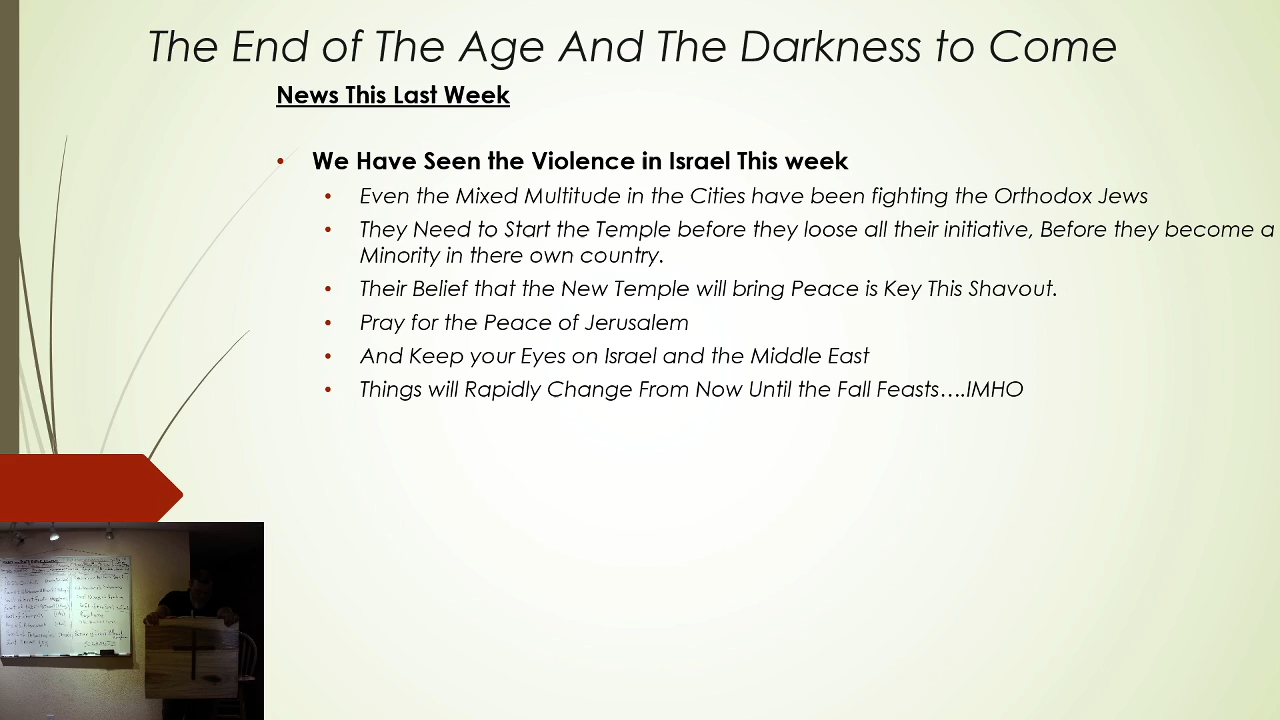 The End of The Age And The Darkness to Come
News This Last Week
• We Have Seen the Violence in Israel This week
• Even the Mixed Multitude in the Cities have been fighting the Orthodox Jews
• They Need to Start the Temple before they loose all their initiative, Before they become a
Minority in there own country.
• Their Belief that the New Temple will bring Peace is Key This Shavout.
• Pray for the Peace of Jerusalem
• And Keep your Eyes on Israel and the Middle East
• Things will Rapidly Change From Now Until the Fall Feasts....IMHO